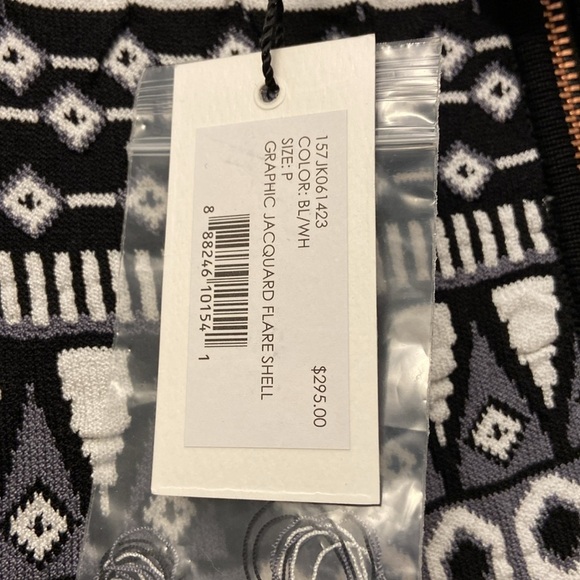 157JK061423
COLOR: BL/WH
SIZE: P
GRAPHIC JACQUARD FLARE SHELL
8 88246 10154 1
$295.00